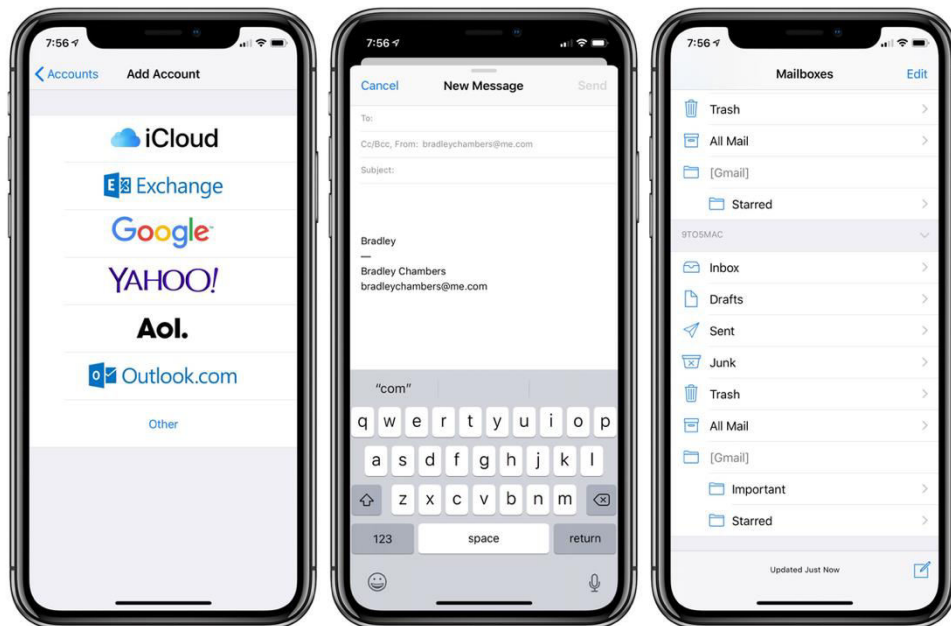 7:56
Accounts
Add Account
iCloud
Exchange
Google
YAHOO!
Aol.
Outlook.com
Other
7:56
Cancel
New Message
Send
To:
Cc/Bcc, From: bradleychambers@me.com
Subject:
Bradley
—
Bradley Chambers
bradleychambers@me.com
"com"
q w e r t y u i o p
a s d f g h j k l
z x c v b n m
123
space
return
7:56
Mailboxes
Edit
Trash
All Mail
[Gmail]
Starred
9TO5MAC
Inbox
Drafts
Sent
Junk
Trash
All Mail
[Gmail]
Important
Starred
Updated Just Now